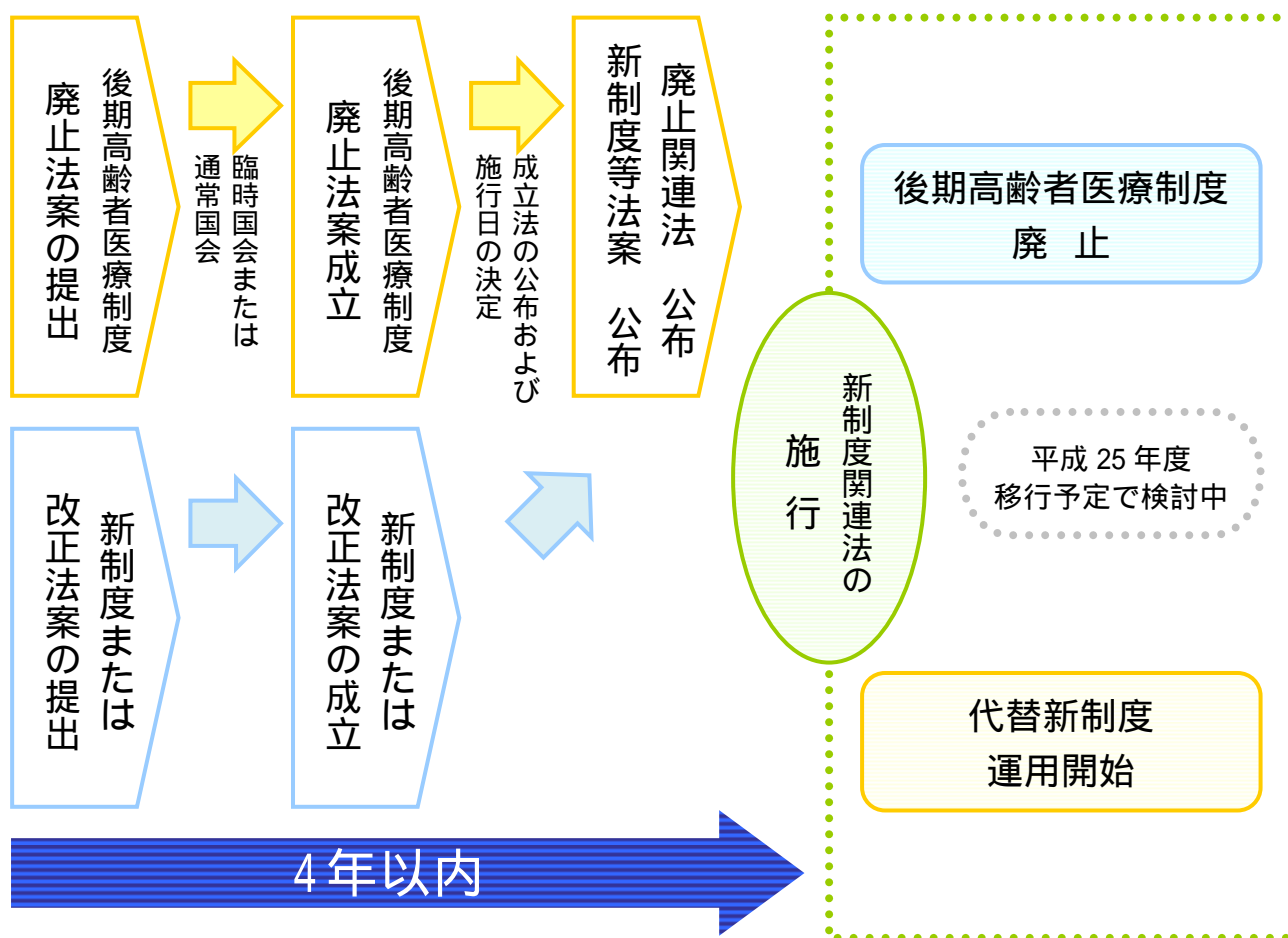 後期高齢者医療制度
廃止法案の提出
臨時国会または
通常国会
後期高齢者医療制度
廃止法案成立
成立法の公布および
施行日の決定
廃止関連法 公布
新制度等法案 公布
新制度または
改正法案の提出
新制度または
改正法案の成立
4年以内
新制度関連法の
施行
後期高齢者医療制度
廃 止
平成 25 年度
移行予定で検討中
代替新制度
運用開始